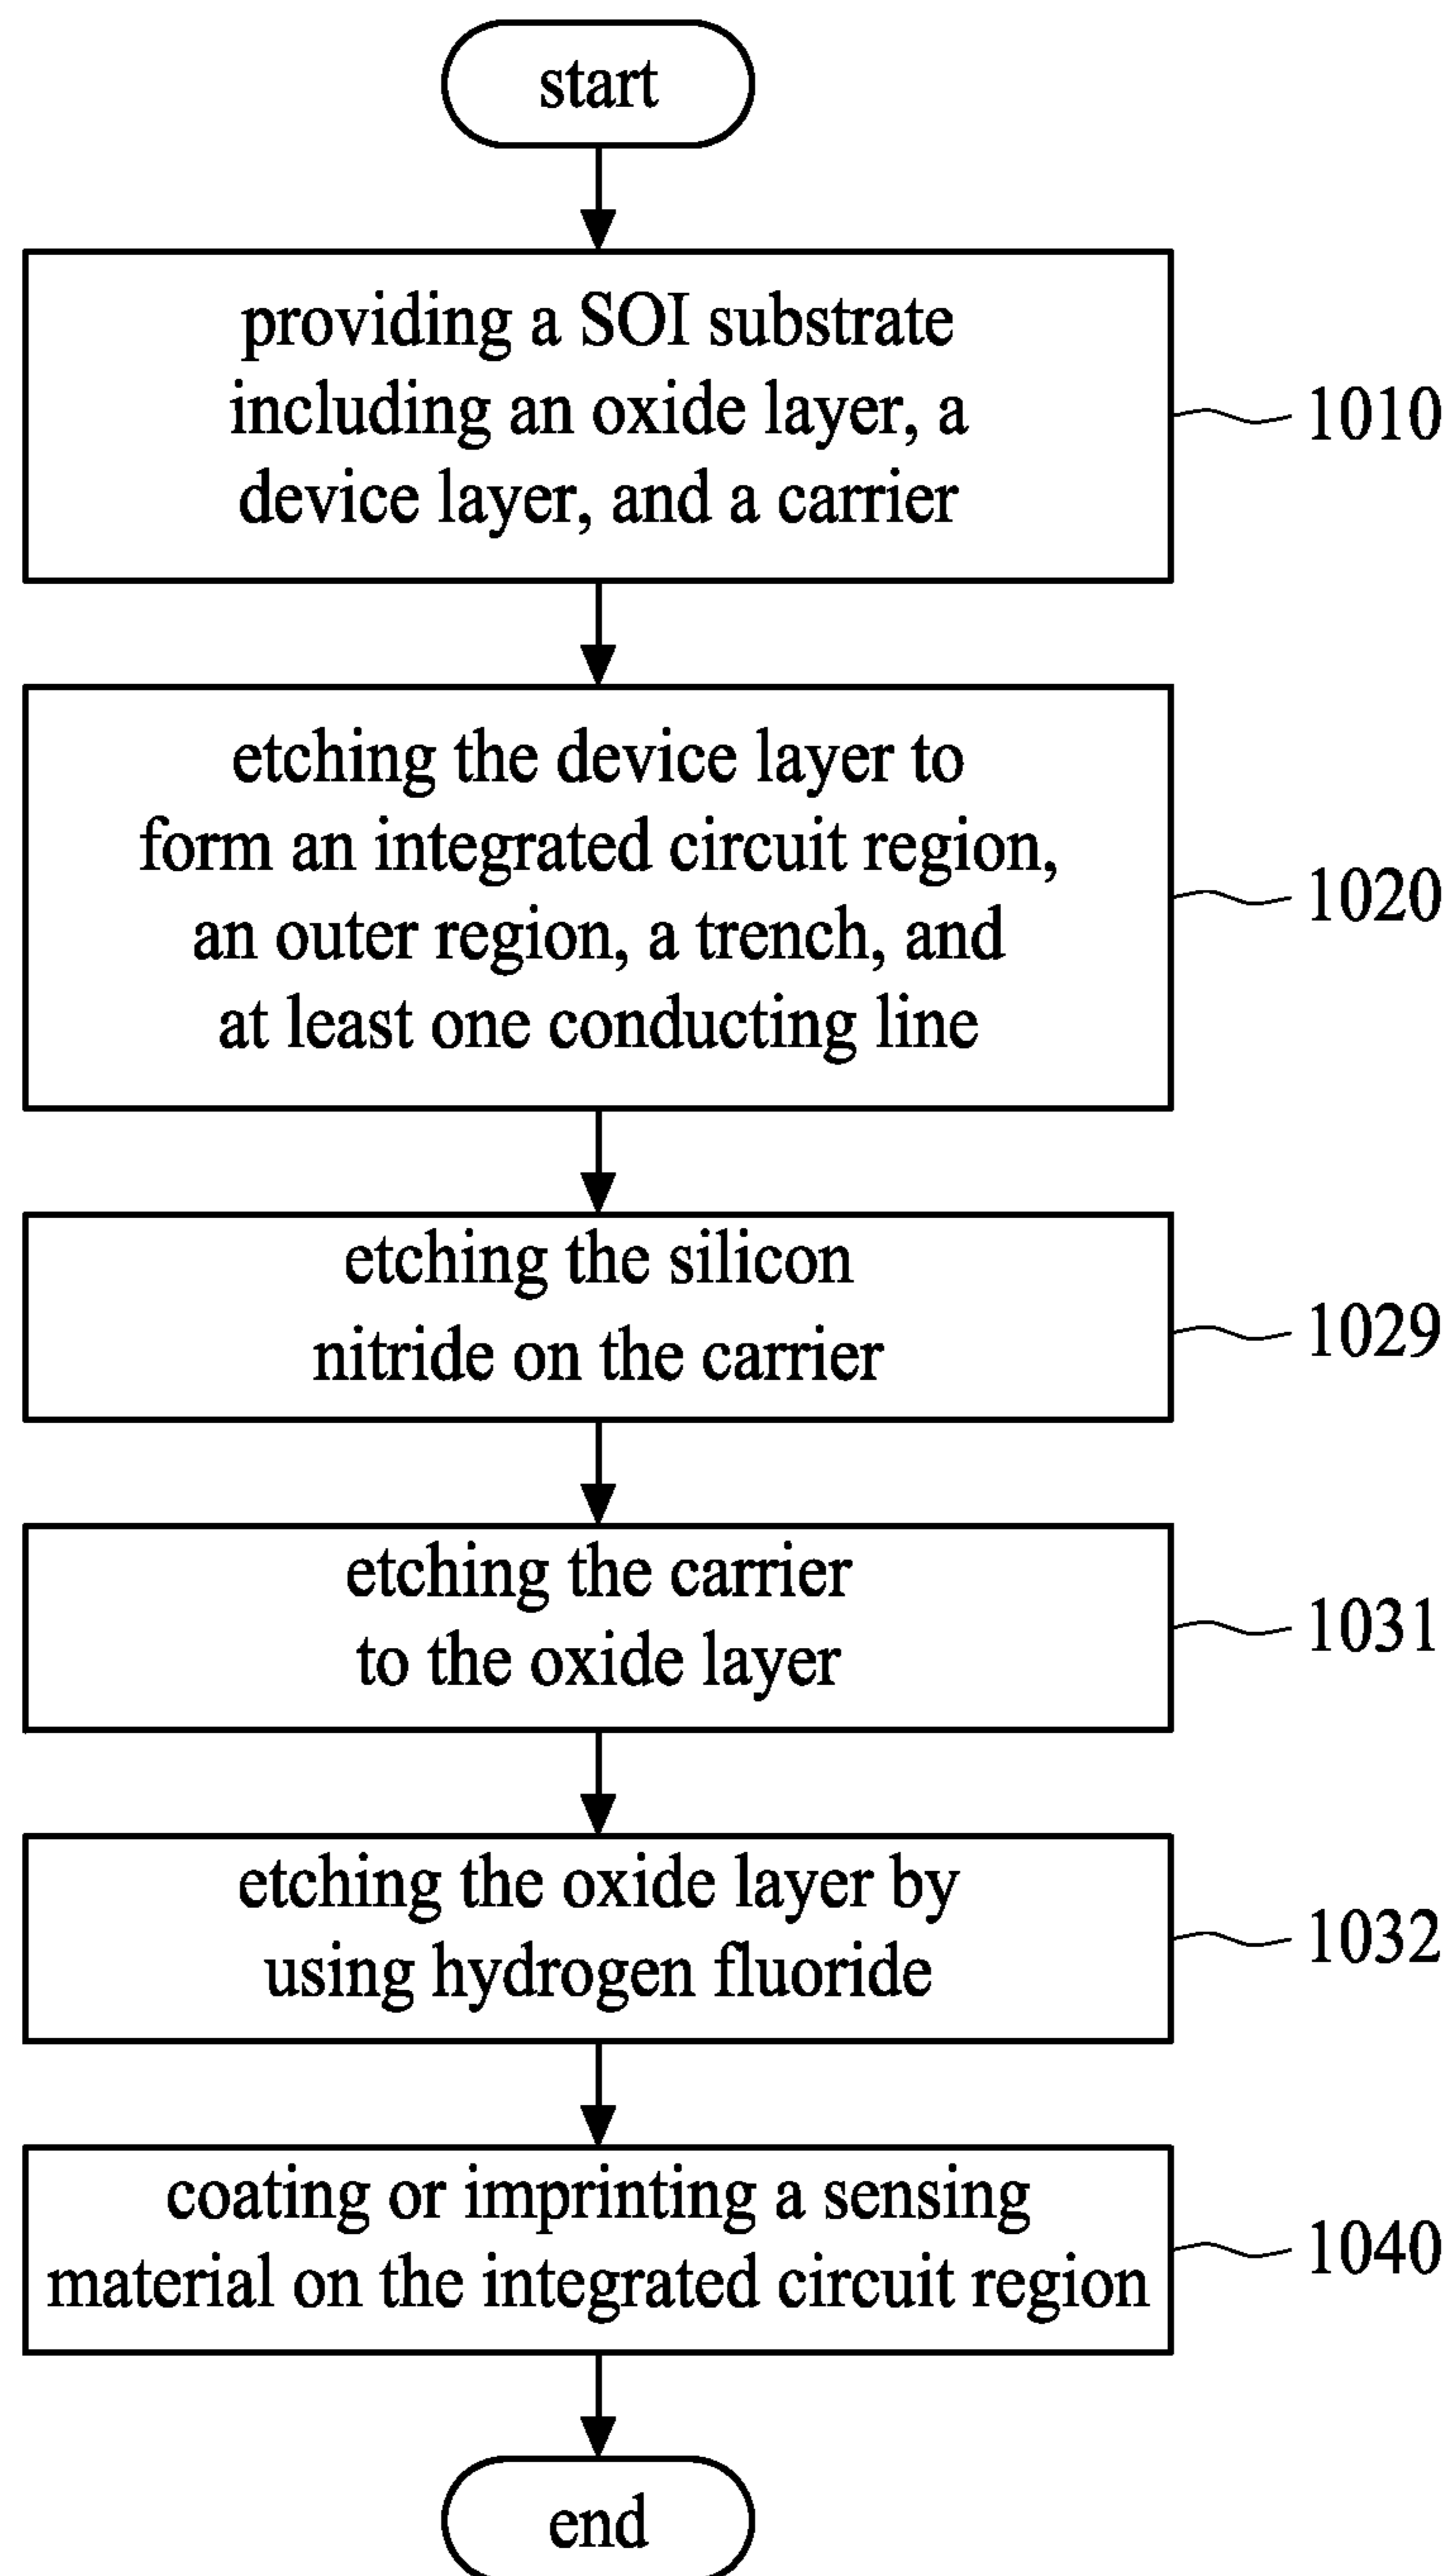 start
providing a SOI substrate
including an oxide layer, a
device layer, and a carrier
1010
etching the device layer to
form an integrated circuit region,
an outer region, a trench, and
at least one conducting line
1020
etching the silicon
nitride on the carrier
1029
etching the carrier
to the oxide layer
1031
etching the oxide layer by
using hydrogen fluoride
1032
coating or imprinting a sensing
material on the integrated circuit region
1040
end